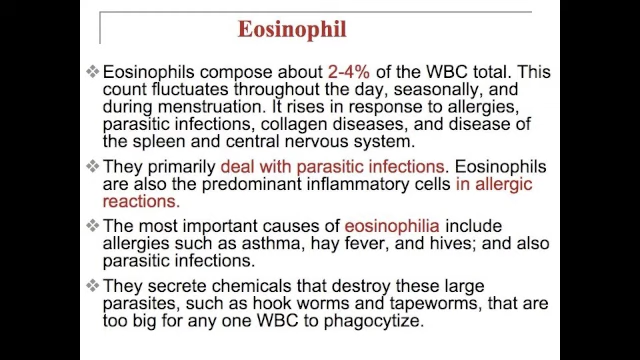 Eosinophil
❖Eosinophils compose about 2-4% of the WBC total. This
count fluctuates throughout the day, seasonally, and
during menstruation. It rises in response to allergies,
parasitic infections, collagen diseases, and disease of
the spleen and central nervous system.
❖They primarily deal with parasitic infections. Eosinophils
are also the predominant inflammatory cells in allergic
reactions.
❖The most important causes of eosinophilia include
allergies such as asthma, hay fever, and hives; and also
parasitic infections.
❖They secrete chemicals that destroy these large
parasites, such as hook worms and tapeworms, that are
too big for any one WBC to phagocytize.